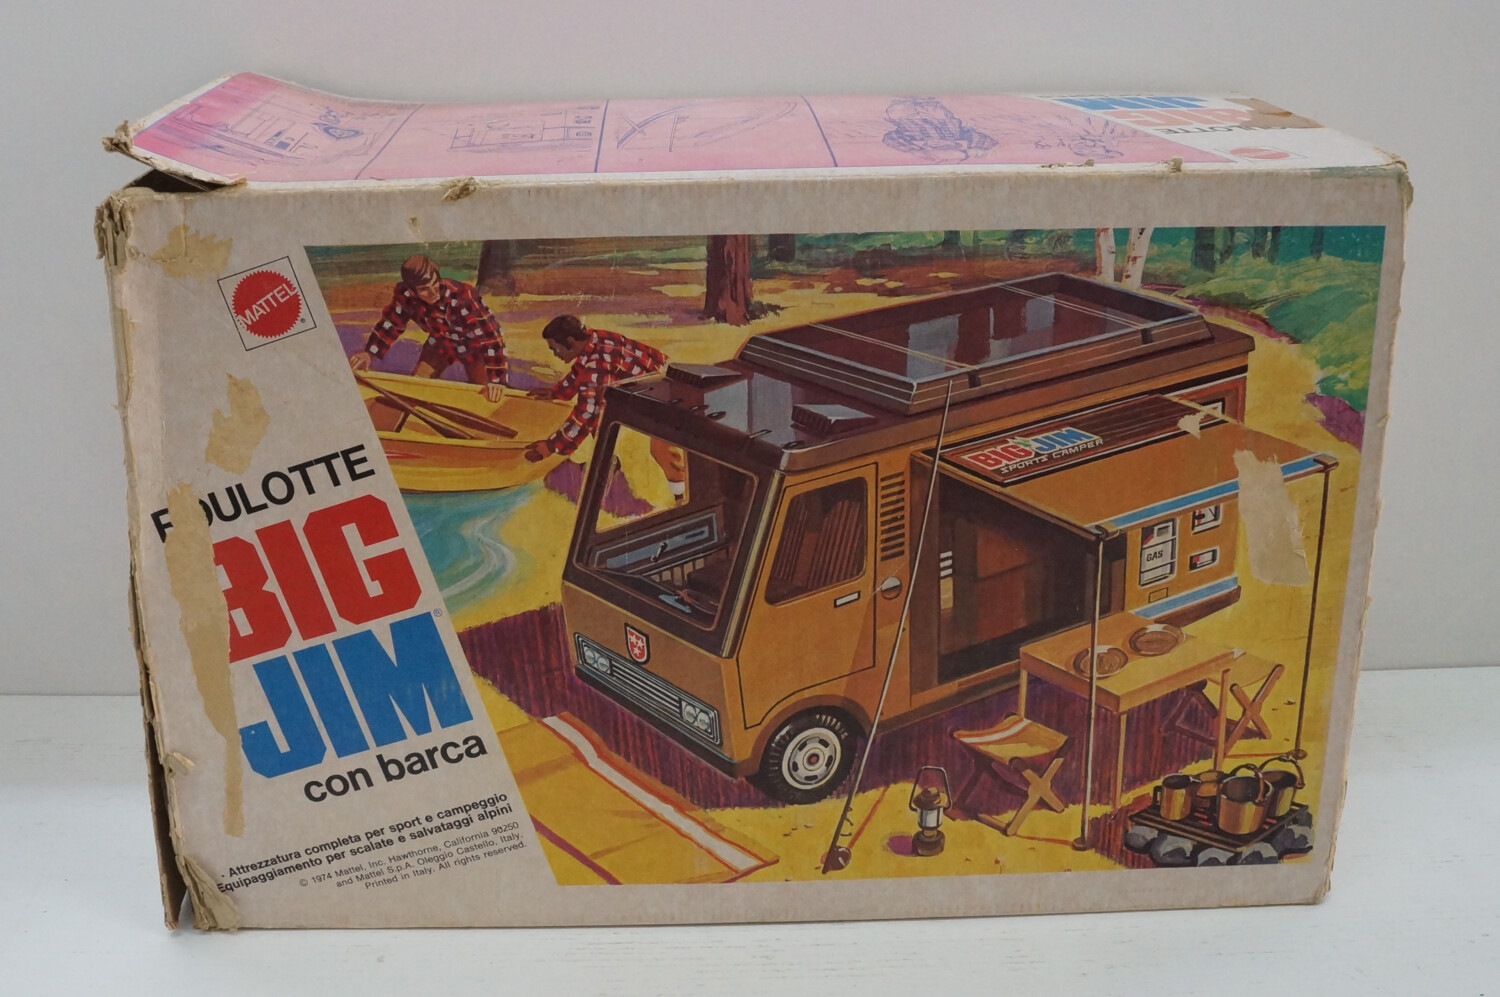 MATTEL
®
ROULOTTE
BIG
JIM®
con barca
- Attrezzatura completa per sport e campeggio
Equipaggiamento per scalate e salvataggi alpini
© 1974 Mattel, Inc. Hawthorne, California 90250
and Mattel S.p.A. Oleggio Castello, Italy.
Printed in Italy. All rights reserved.
BIG JIM
SPORTS CAMPER
GAS
BIG
JIM